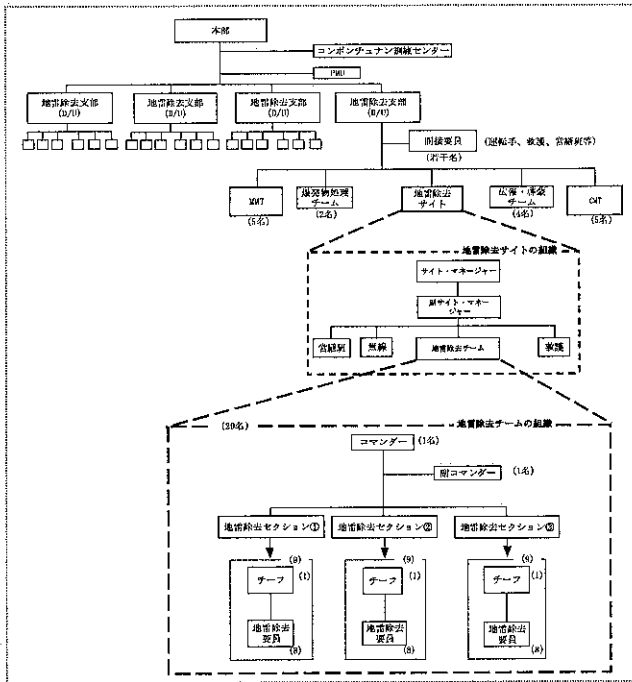 本部
コンポンチュナン訓練センター
PMU
地雷除去支部
(D/U)
地雷除去支部
(D/U)
地雷除去支部
(D/U)
地雷除去支部
(D/U)
間接要員
(運転手、救護、営繕班等)
(若干名)
MMT
(5名)
爆発物処理
チーム
(2名)
地雷除去
サイト
広報・啓蒙
チーム
(4名)
CMT
(5名)
地雷除去サイトの組織
サイト・マネージャー
副サイト・マネー
ジャー
営繕班
無線
地雷除去チーム
救護
(29名)
地雷除去チームの組織
コマンダー
(1名)
副コマンダー
(1名)
地雷除去セクション①
地雷除去セクション②
地雷除去セクション③
(9)
チーフ
(1)
地雷除去
要員
(8)
(9)
チーフ
(1)
地雷除去
要員
(8)
(9)
チーフ
(1)
地雷除去
要員
(8)